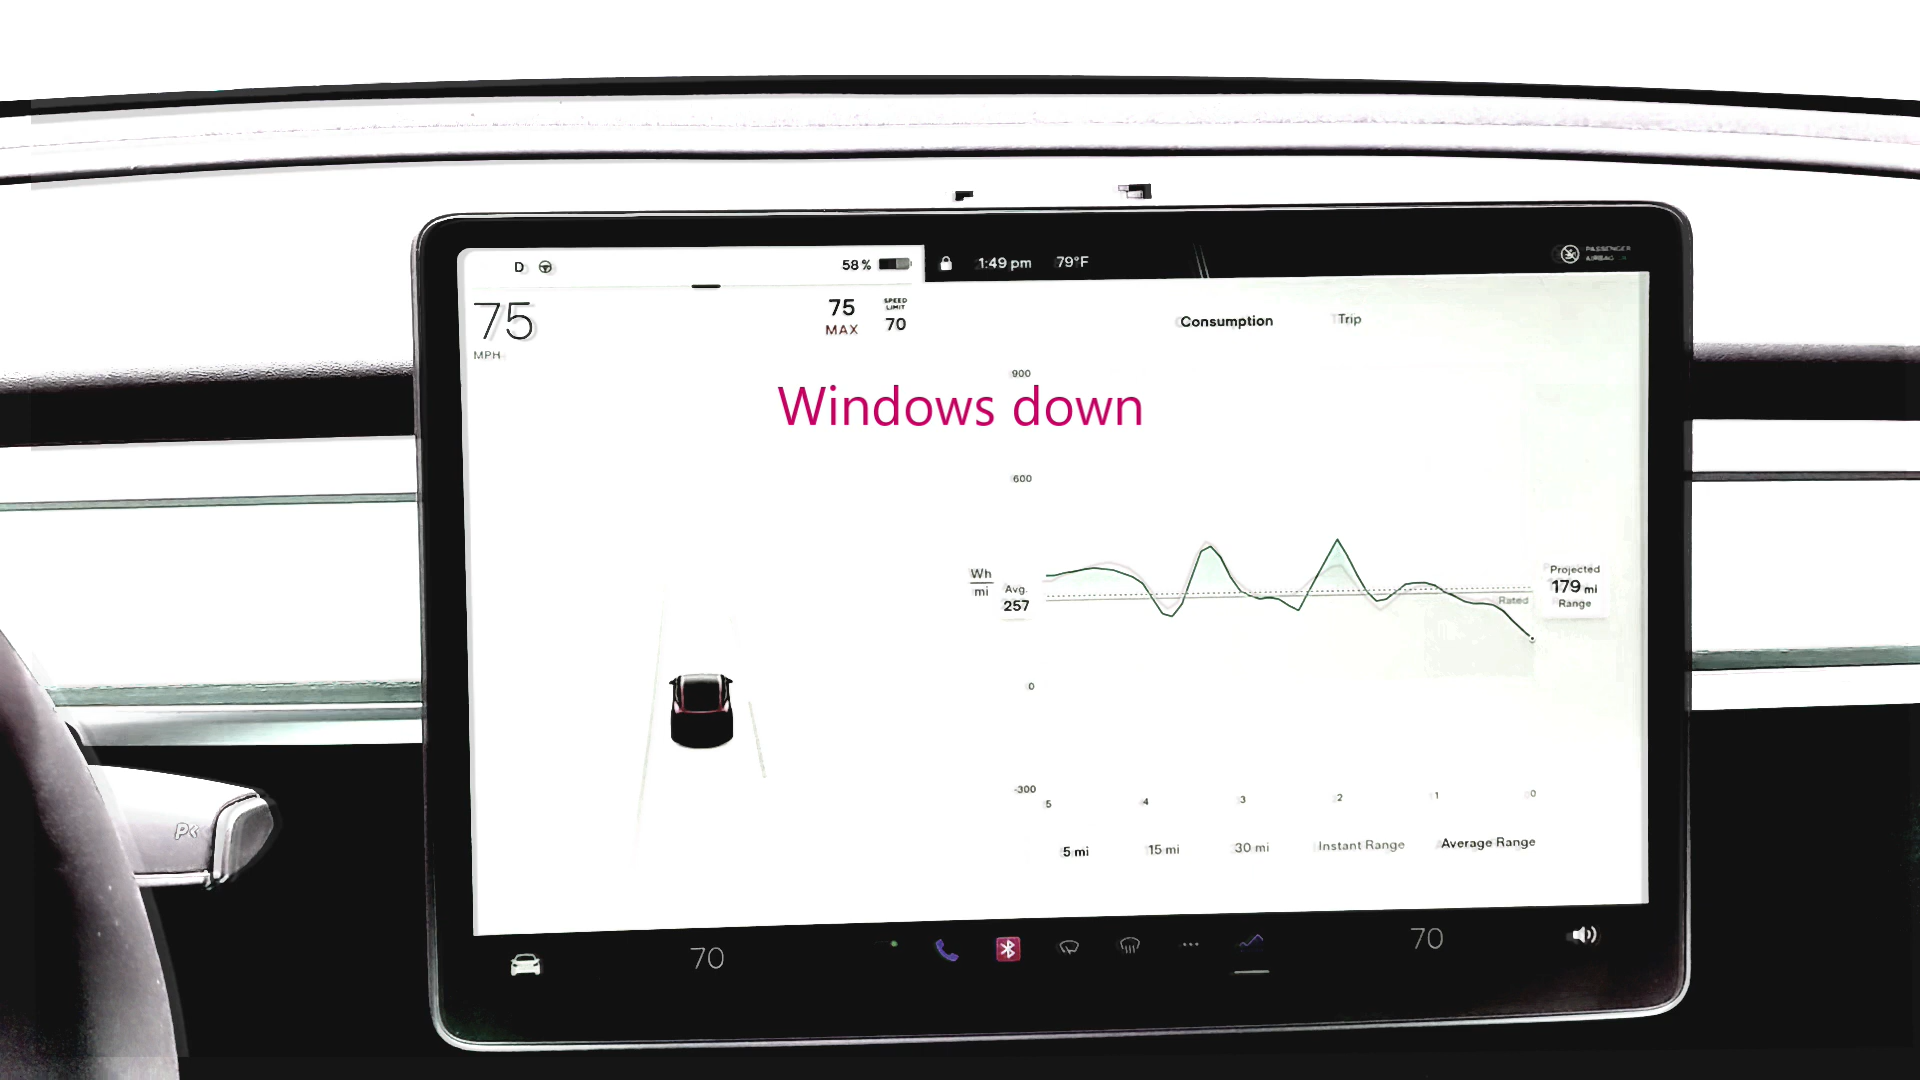 D
58 %
1:49 pm
79°F
PASSENGER
AIRBAG
75
MPH
75
MAX
SPEED
LIMIT
70
Consumption
Trip
Windows down
900
600
Wh
mi
Avg.
257
Rated
Projected
179 mi
Range
0
-300
5
4
3
2
1
0
5 mi
15 mi
30 mi
Instant Range
Average Range
P
70
70